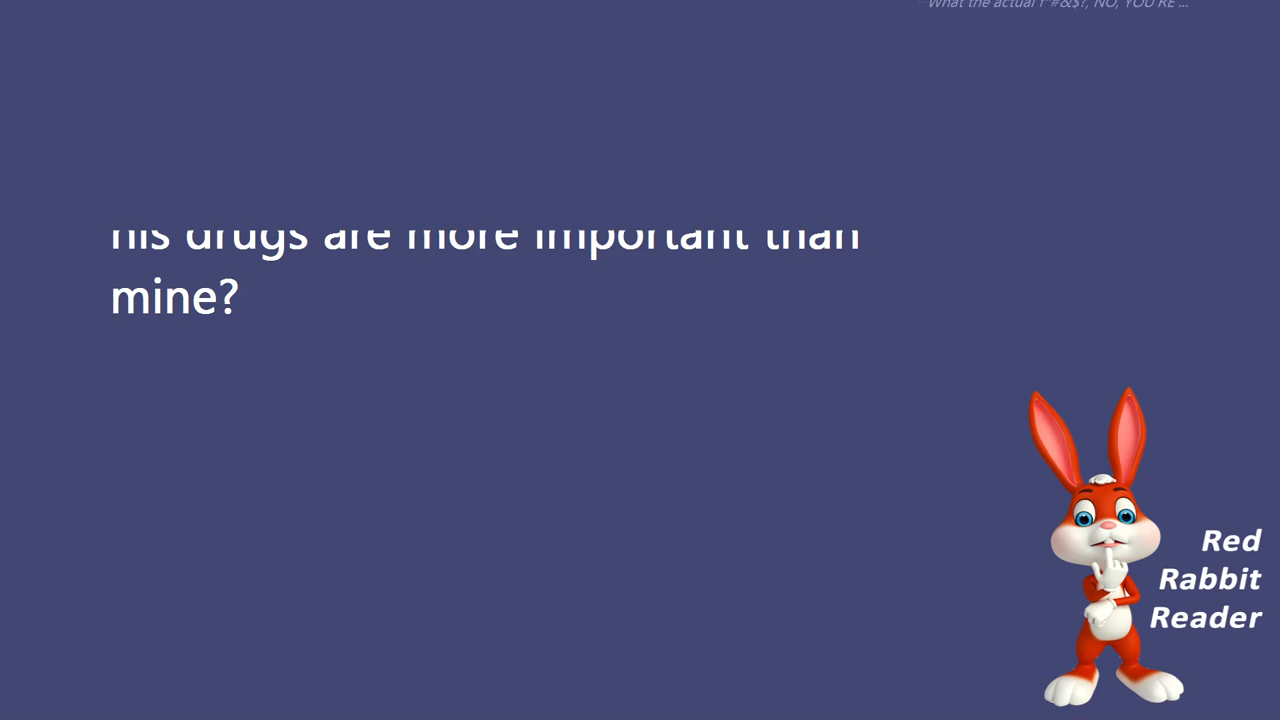 "What the actual f*#&$?, NO, YOU'RE ...
his drugs are more important than
mine?
Red
Rabbit
Reader